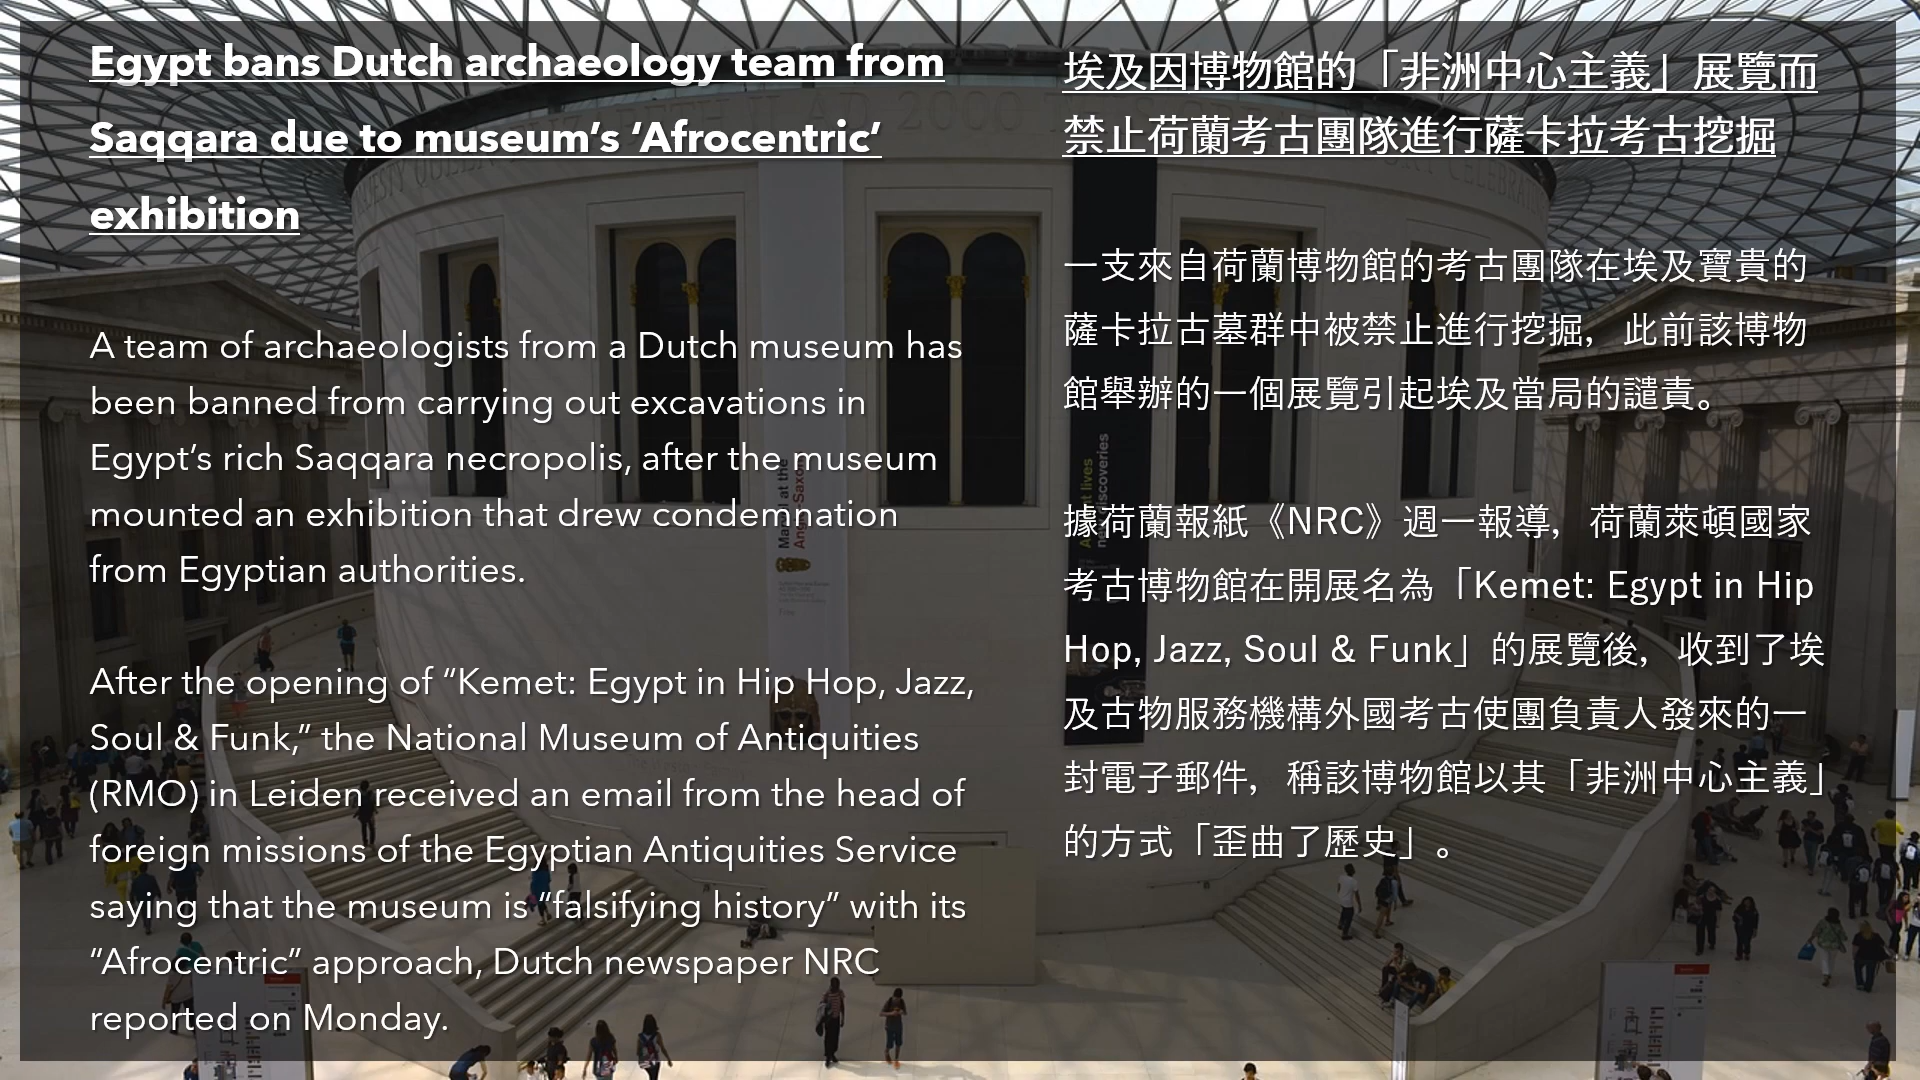 Egypt bans Dutch archaeology team from
Saqqara due to museum’s ‘Afrocentric’
exhibition
A team of archaeologists from a Dutch museum has
been banned from carrying out excavations in
Egypt’s rich Saqqara necropolis, after the museum
mounted an exhibition that drew condemnation
from Egyptian authorities.
After the opening of “Kemet: Egypt in Hip Hop, Jazz,
Soul & Funk,” the National Museum of Antiquities
(RMO) in Leiden received an email from the head of
foreign missions of the Egyptian Antiquities Service
saying that the museum is “falsifying history” with its
“Afrocentric” approach, Dutch newspaper NRC
reported on Monday.
埃及因博物館的「非洲中心主義」展覽而
禁止荷蘭考古團隊進行薩卡拉考古挖掘
一支來自荷蘭博物館的考古團隊在埃及寶貴的
薩卡拉古墓群中被禁止進行挖掘，此前該博物
館舉辦的一個展覽引起埃及當局的譴責。
據荷蘭報紙《NRC》週一報導，荷蘭萊頓國家
考古博物館在開展名為「Kemet: Egypt in Hip
Hop, Jazz, Soul & Funk」的展覽後，收到了埃
及古物服務機構外國考古使團負責人發來的一
封電子郵件，稱該博物館以其「非洲中心主義」
的方式「歪曲了歷史」。
AD 2000